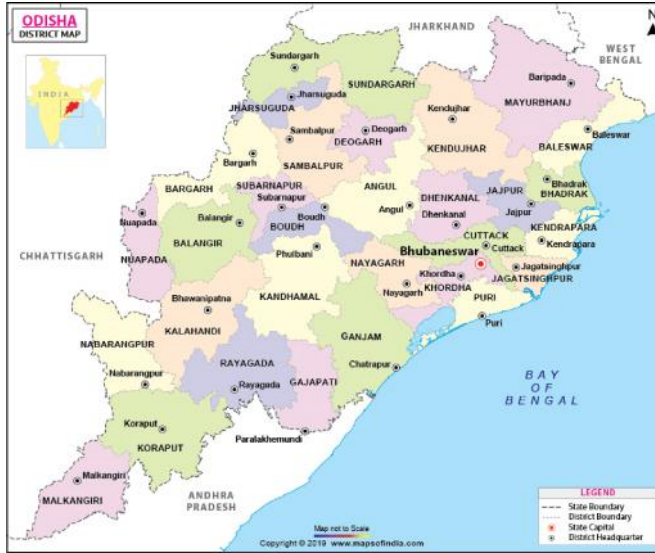 ODISHA
DISTRICT MAP
INDIA
N
JHARKHAND
WEST
BENGAL
Sundargarh
SUNDARGARH
Jharsuguda
JHARSUGUDA
Baripada
MAYURBHANJ
Kendujhar
KENDUJHAR
Deogarh
DEOGARH
Sambalpur
SAMBALPUR
Baleswar
BALESWAR
Bargarh
BARGARH
ANGUL
Angul
SUBARNAPUR
Subarnapur
DHENKANAL
Dhenkanal
JAJPUR
Jajpur
Bhadrak
BHADRAK
Nuapada
NUAPADA
Balangir
BALANGIR
Boudh
BOUDH
KENDRAPARA
Kendrapara
CUTTACK
Cuttack
Phulbani
KANDHAMAL
Bhubaneswar
CHHATTISGARH
NAYAGARH
Nayagarh
Khordha
KHORDHA
Jagatsinghpur
JAGATSINGHPUR
PURI
Puri
Bhawanipatna
KALAHANDI
GANJAM
Chatrapur
NABARANGPUR
Nabarangpur
RAYAGADA
Rayagada
GAJAPATI
Paralakhemundi
BAY
OF
BENGAL
Koraput
KORAPUT
Malkangiri
MALKANGIRI
ANDHRA
PRADESH
LEGEND
State Boundary
District Boundary
State Capital
District Headquarter
Map not to Scale
Copyright © 2019 www.mapsofindia.com